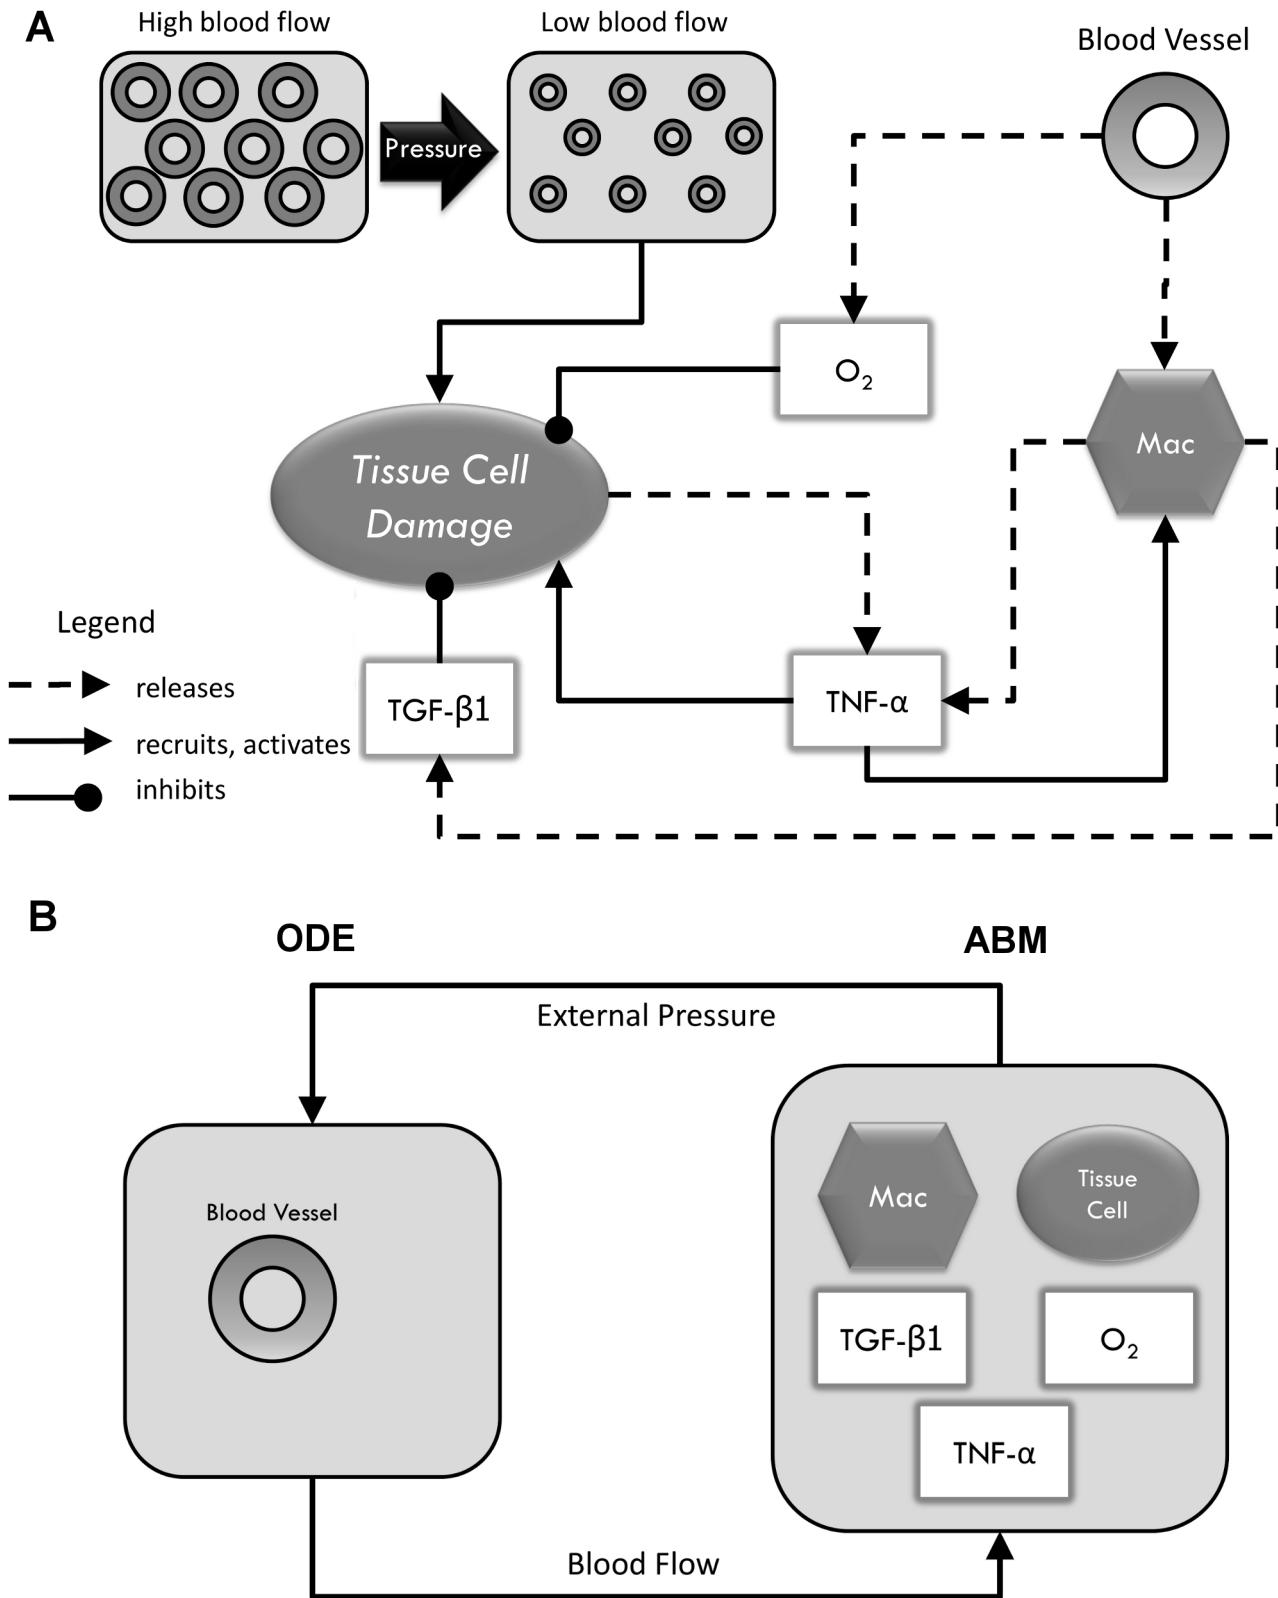 A
High blood flow
Low blood flow
Blood Vessel
Pressure
O₂
Mac
Tissue Cell
Damage
Legend
releases
recruits, activates
inhibits
TGF-β1
TNF-α
B
ODE
ABM
External Pressure
Blood Vessel
Mac
Tissue
Cell
TGF-β1
O₂
TNF-α
Blood Flow